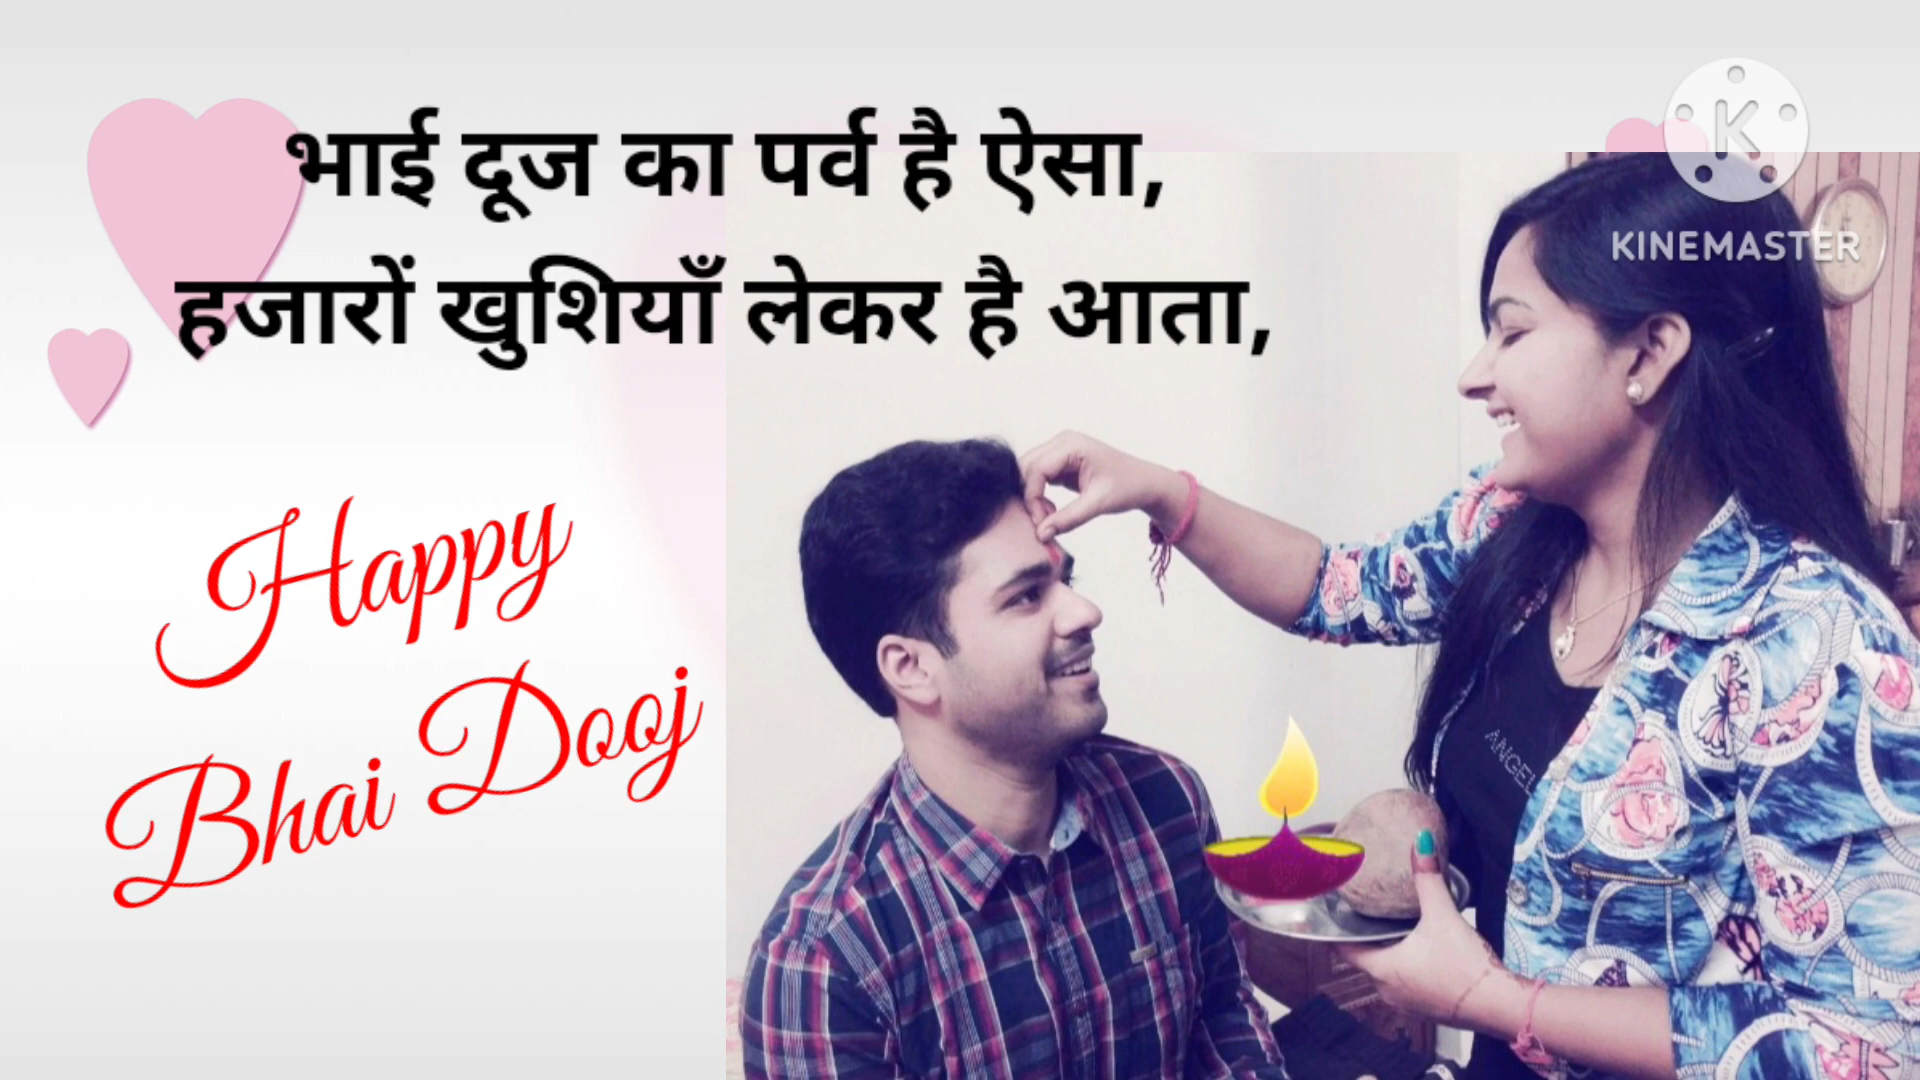 भाई दूज का पर्व है ऐसा,
हजारों खुशियाँ लेकर है आता,
K
KINEMASTER
Happy
Bhai Dooj
ANGEL